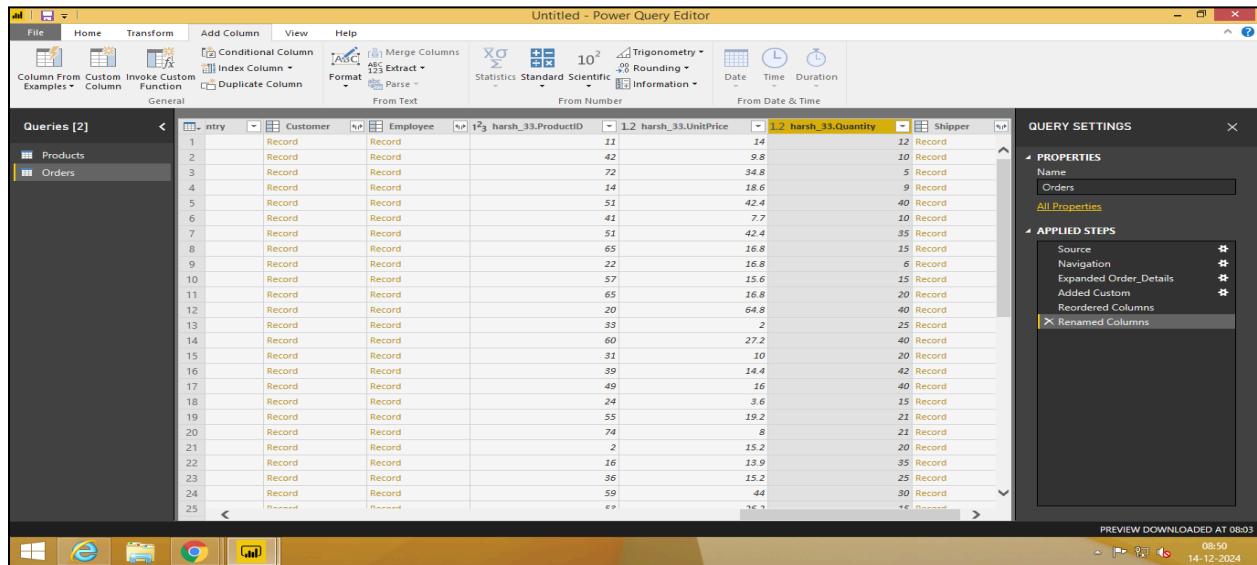 Untitled - Power Query Editor
File Home Transform Add Column View Help
Column From Examples Custom Column Invoke Custom Function
Conditional Column
Index Column
Duplicate Column
General
ABC
Format
Merge Columns
ABC 123 Extract
Parse
From Text
XΣσ Statistics Standard 10² Scientific
Trigonometry
Rounding
Information
From Number
Date Time Duration
From Date & Time
Queries [2]
Products
Orders
ntry Customer Employee 1²3 harsh_33.ProductID 1.2 harsh_33.UnitPrice 1.2 harsh_33.Quantity Shipper
1 Record Record 11 14 12 Record
2 Record Record 42 9.8 10 Record
3 Record Record 72 34.8 5 Record
4 Record Record 14 18.6 9 Record
5 Record Record 51 42.4 40 Record
6 Record Record 41 7.7 10 Record
7 Record Record 51 42.4 35 Record
8 Record Record 65 16.8 15 Record
9 Record Record 22 16.8 6 Record
10 Record Record 57 15.6 15 Record
11 Record Record 65 16.8 20 Record
12 Record Record 20 64.8 40 Record
13 Record Record 33 2 25 Record
14 Record Record 60 27.2 40 Record
15 Record Record 31 10 20 Record
16 Record Record 39 14.4 42 Record
17 Record Record 49 16 40 Record
18 Record Record 24 3.6 15 Record
19 Record Record 55 19.2 21 Record
20 Record Record 74 8 21 Record
21 Record Record 2 15.2 20 Record
22 Record Record 16 13.9 35 Record
23 Record Record 36 15.2 25 Record
24 Record Record 59 44 30 Record
25
QUERY SETTINGS
PROPERTIES
Name
Orders
All Properties
APPLIED STEPS
Source
Navigation
Expanded Order_Details
Added Custom
Reordered Columns
Renamed Columns
PREVIEW DOWNLOADED AT 08:03
08:50
14-12-2024